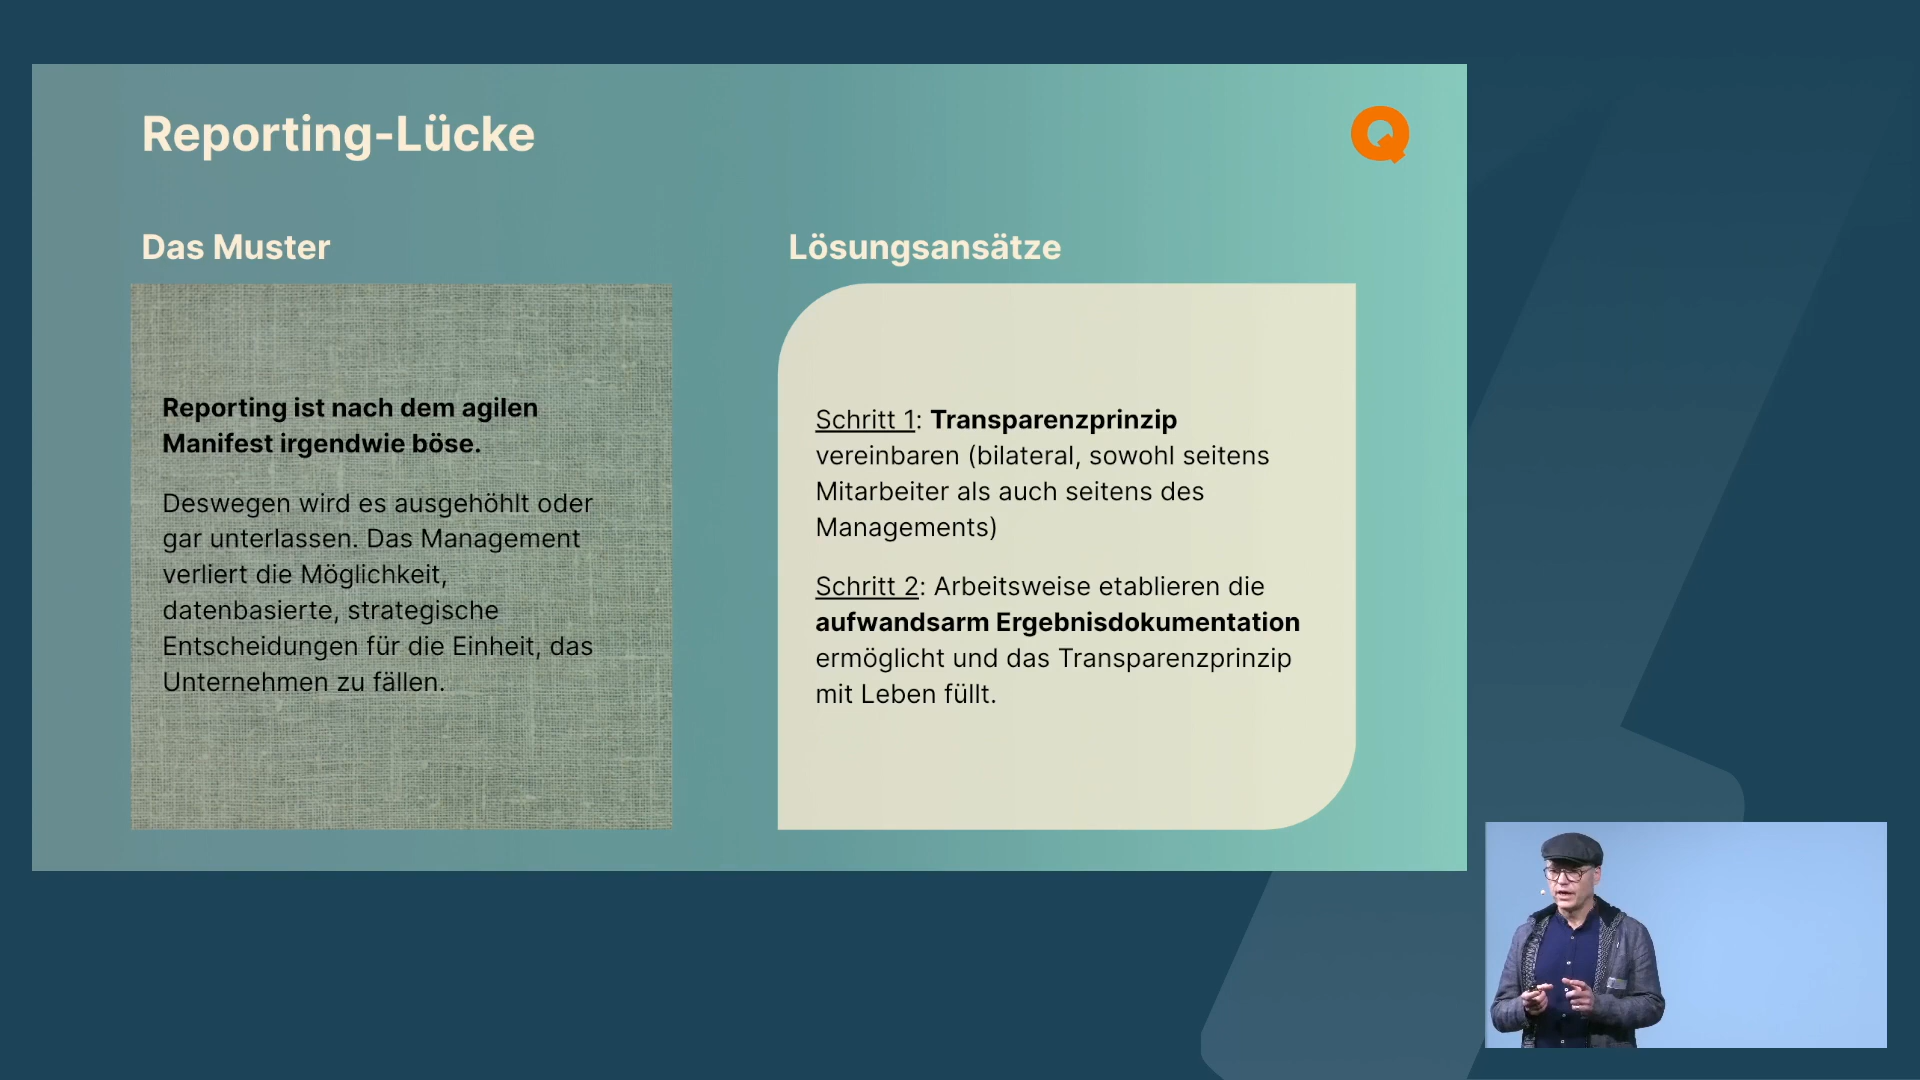 Reporting-Lücke
Das Muster
Reporting ist nach dem agilen
Manifest irgendwie böse.
Deswegen wird es ausgehöhlt oder
gar unterlassen. Das Management
verliert die Möglichkeit,
datenbasierte, strategische
Entscheidungen für die Einheit, das
Unternehmen zu fällen.
Lösungsansätze
Schritt 1: Transparenzprinzip
vereinbaren (bilateral, sowohl seitens
Mitarbeiter als auch seitens des
Managements)
Schritt 2: Arbeitsweise etablieren die
aufwandsarm Ergebnisdokumentation
ermöglicht und das Transparenzprinzip
mit Leben füllt.